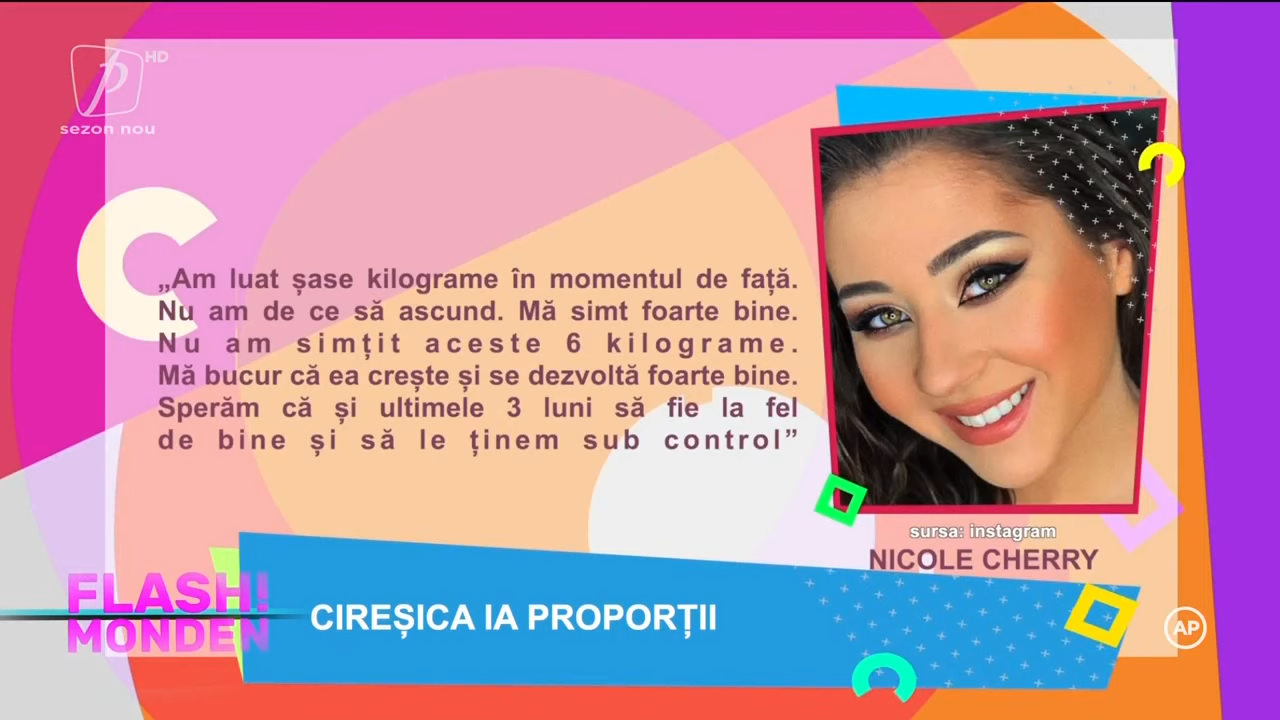 HD
sezon nou
„Am luat șase kilograme în momentul de față.
Nu am de ce să ascund. Mă simt foarte bine.
Nu am simțit aceste 6 kilograme.
Mă bucur că ea crește și se dezvoltă foarte bine.
Sperăm că și ultimele 3 luni să fie la fel
de bine și să le ținem sub control”
sursa: instagram
NICOLE CHERRY
FLASH!
MONDEN
CIREȘICA IA PROPORȚII
AP